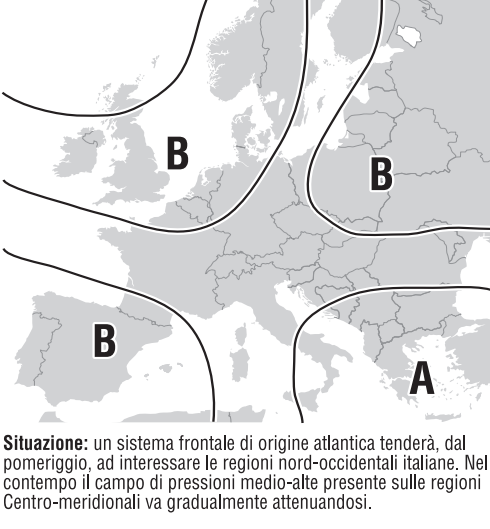 B
B
B
A
Situazione: un sistema frontale di origine atlantica tenderà, dal
pomeriggio, ad interessare le regioni nord-occidentali italiane. Nel
contempo il campo di pressioni medio-alte presente sulle regioni
Centro-meridionali va gradualmente attenuandosi.